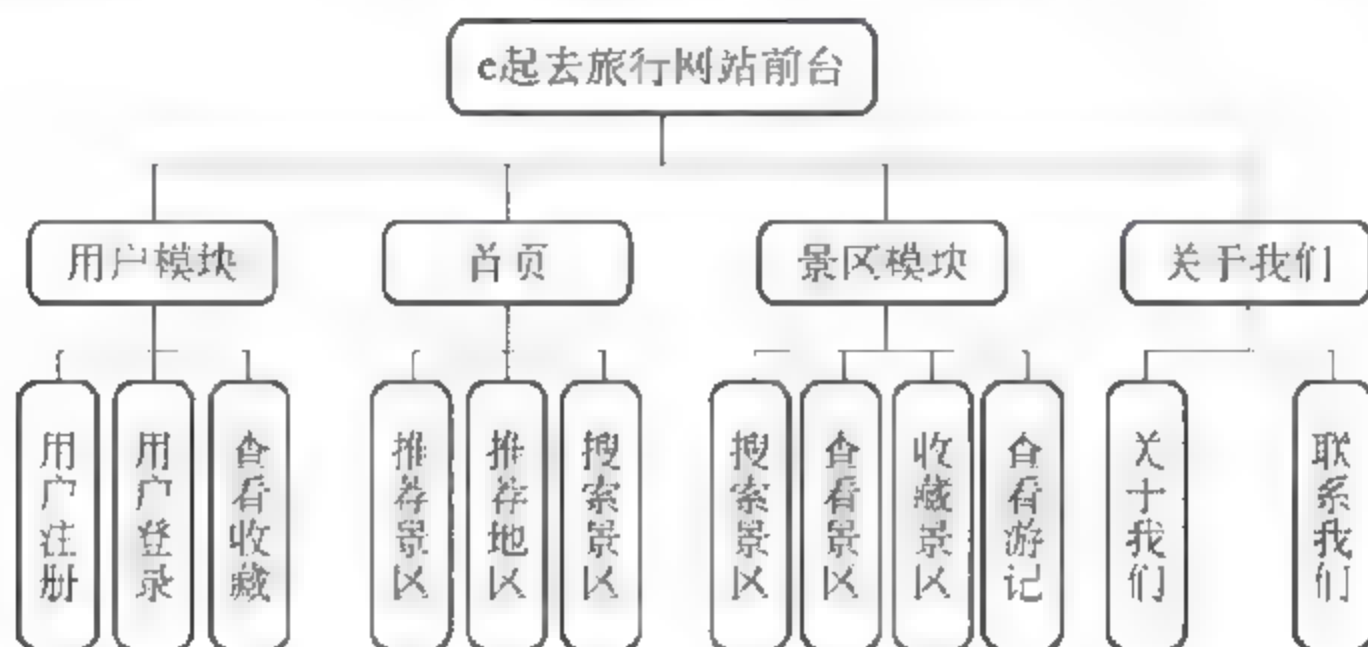 e起去旅行网站前台
用户模块
首页
景区模块
关于我们
用户注册
用户登录
查看收藏
推荐景区
推荐地区
搜索景区
搜索景区
查看景区
收藏景区
查看游记
关于我们
联系我们